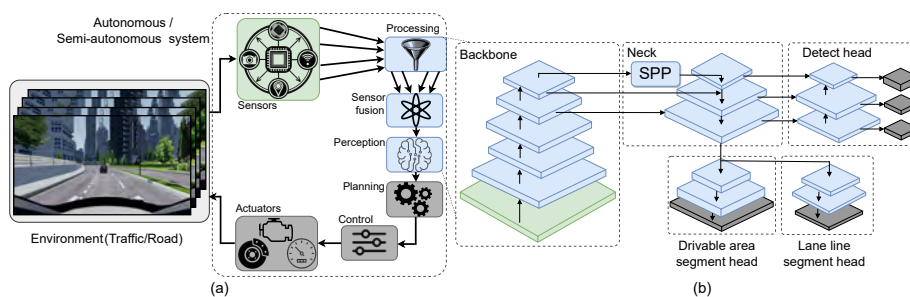 Autonomous /
Semi-autonomous system
Sensors
Processing
Sensor
fusion
Perception
Planning
Control
Actuators
Environment(Traffic/Road)
(a)
Backbone
Neck
SPP
Detect head
Drivable area
segment head
Lane line
segment head
(b)